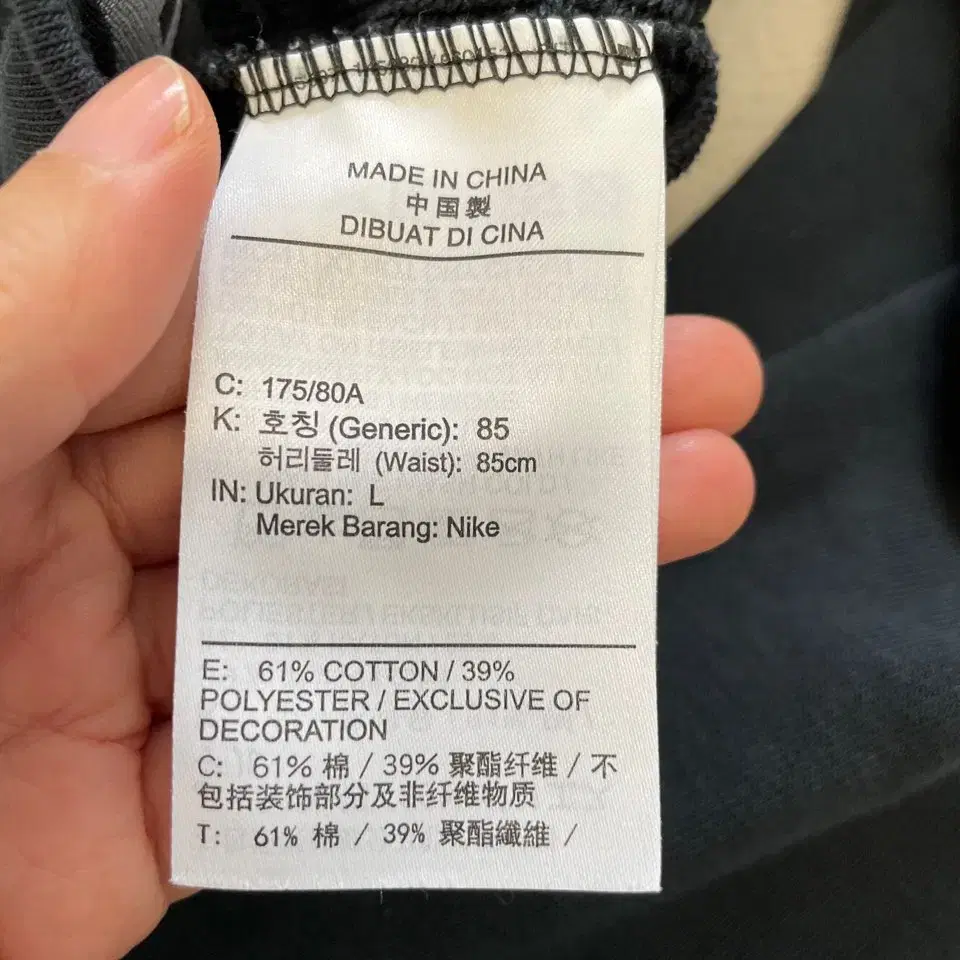 MADE IN CHINA
中国製
DIBUAT DI CINA
C: 175/80A
K: 호칭 (Generic): 85
허리둘레 (Waist): 85cm
IN: Ukuran: L
Merek Barang: Nike
E: 61% COTTON / 39%
POLYESTER / EXCLUSIVE OF
DECORATION
C: 61% 棉 / 39% 聚酯纤维 / 不
包括装饰部分及非纤维物质
T: 61% 棉 / 39% 聚酯纖維 /